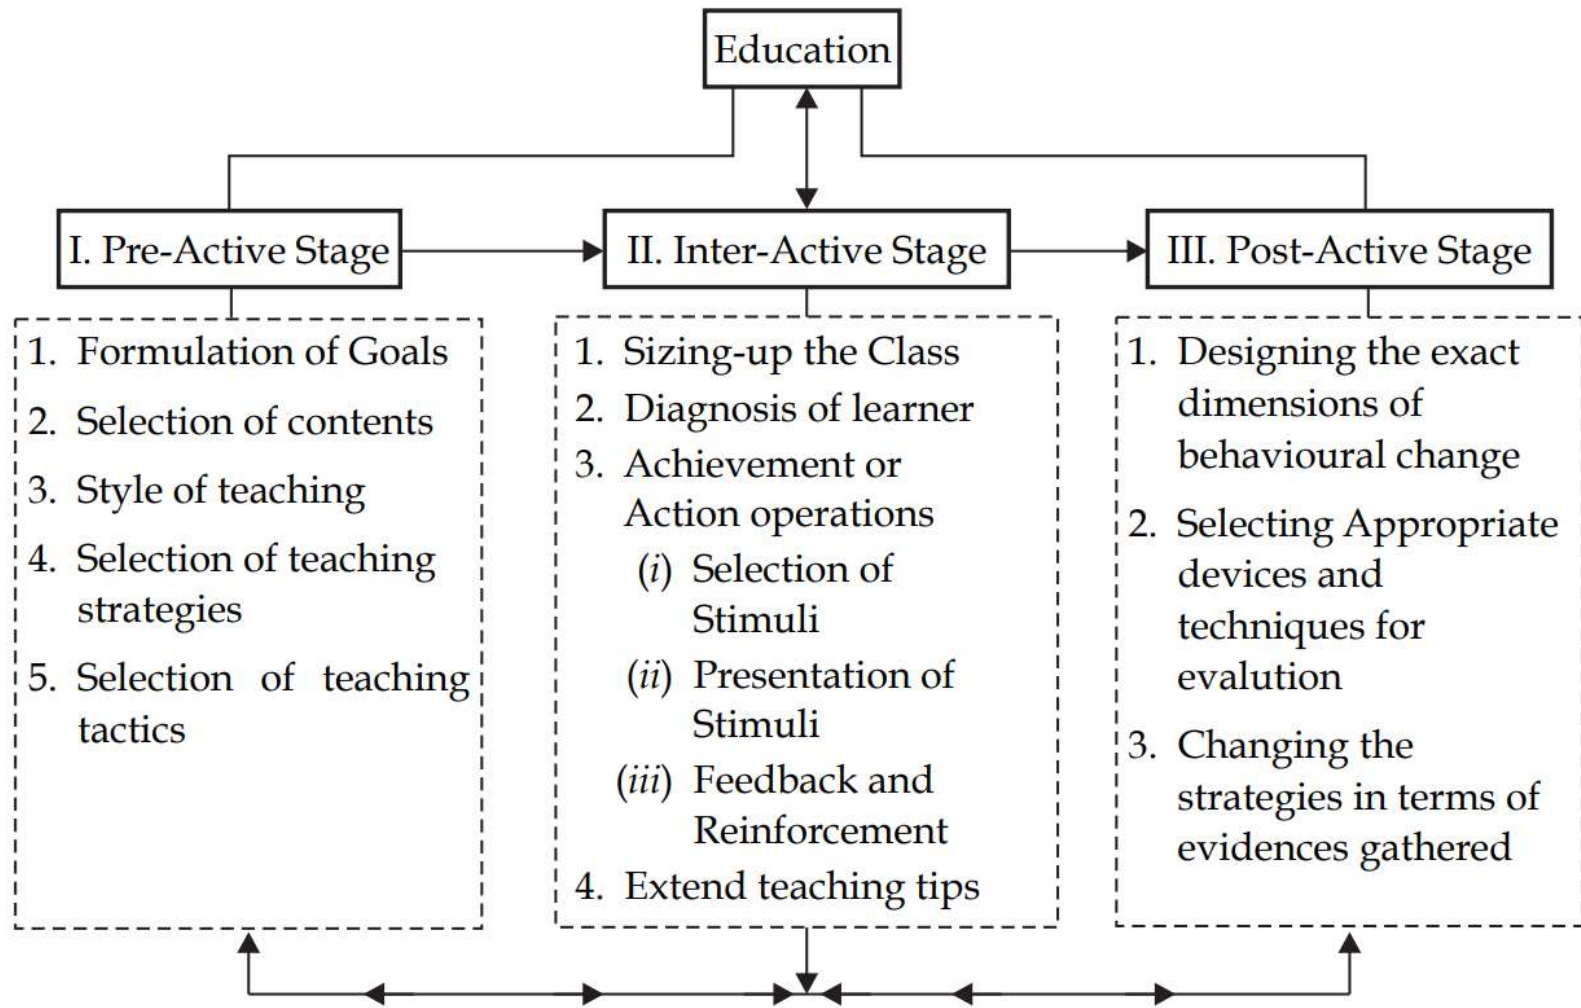 Education
I. Pre-Active Stage
II. Inter-Active Stage
III. Post-Active Stage
1. Formulation of Goals
2. Selection of contents
3. Style of teaching
4. Selection of teaching
strategies
5. Selection of teaching
tactics
1. Sizing-up the Class
2. Diagnosis of learner
3. Achievement or
Action operations
(i) Selection of
Stimuli
(ii) Presentation of
Stimuli
(iii) Feedback and
Reinforcement
4. Extend teaching tips
1. Designing the exact
dimensions of
behavioural change
2. Selecting Appropriate
devices and
techniques for
evalution
3. Changing the
strategies in terms of
evidences gathered